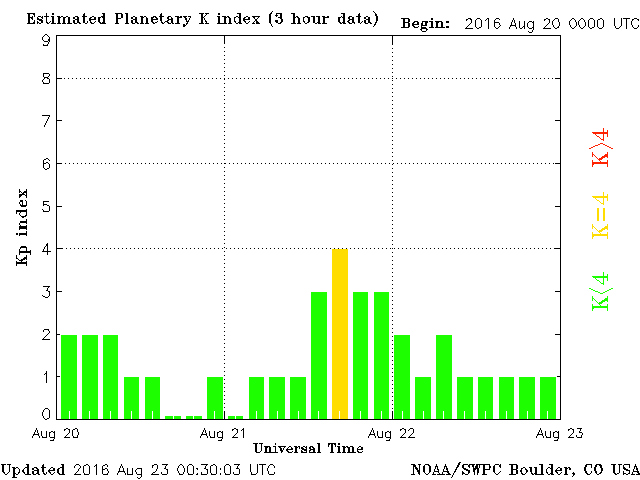 Estimated Planetary K index (3 hour data) Begin: 2016 Aug 20 0000 UTC
9
8
7
6
5
4
3
2
1
0
Kp index
K>4
K=4
K<4
Aug 20 Aug 21 Aug 22 Aug 23
Universal Time
Updated 2016 Aug 23 00:30:03 UTC NOAA/SWPC Boulder, CO USA